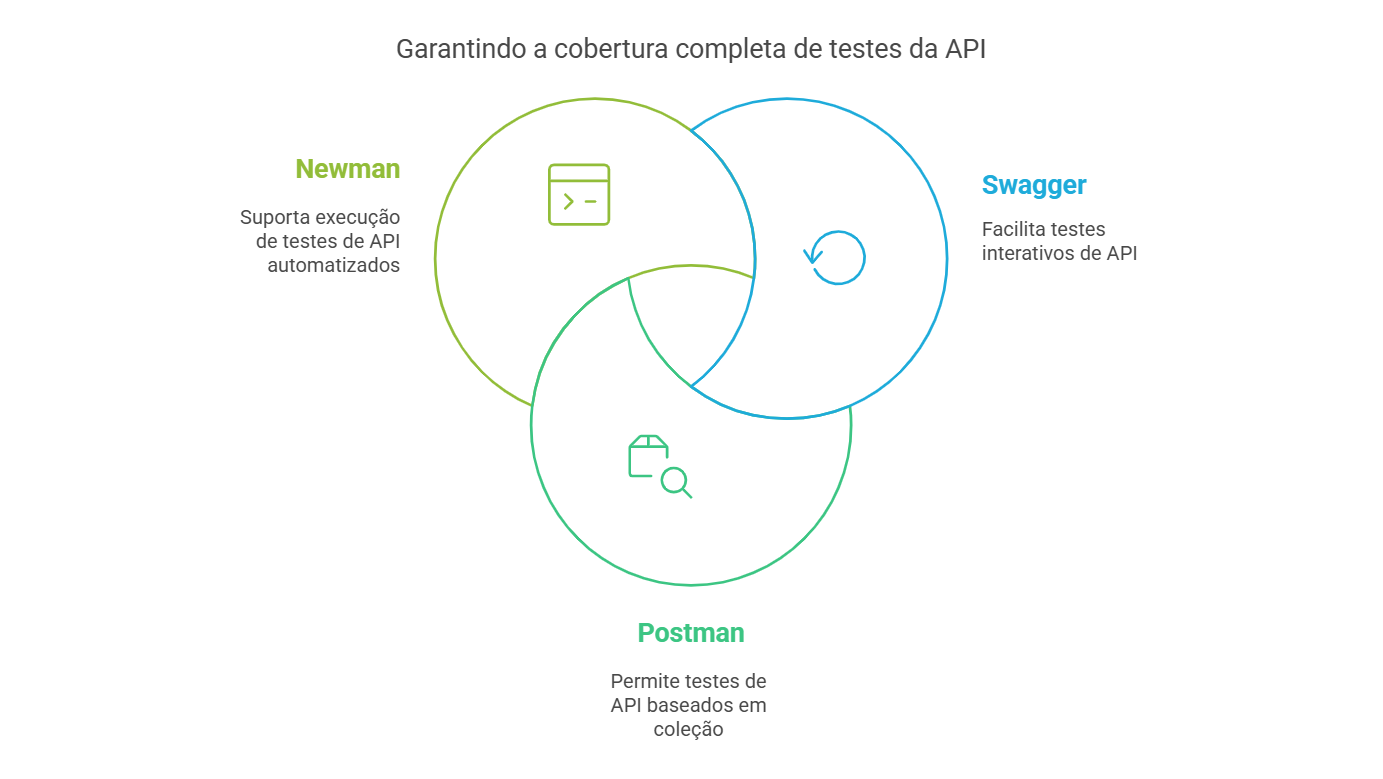 Garantindo a cobertura completa de testes da API
Newman
Suporta execução
de testes de API
automatizados
Swagger
Facilita testes
interativos de API
Postman
Permite testes de
API baseados em
coleção